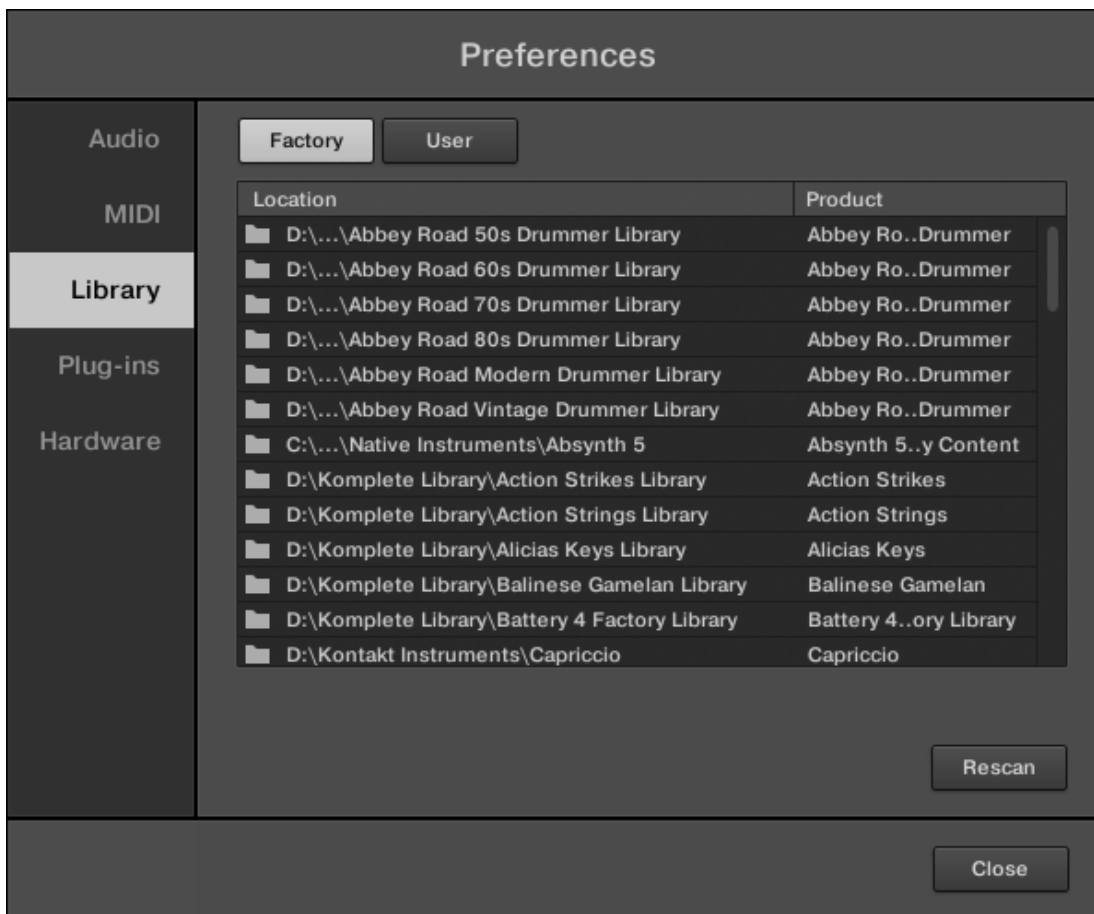 Preferences
Audio
MIDI
Library
Plug-ins
Hardware
Factory User
Location Product
D:\...\Abbey Road 50s Drummer Library Abbey Ro..Drummer
D:\...\Abbey Road 60s Drummer Library Abbey Ro..Drummer
D:\...\Abbey Road 70s Drummer Library Abbey Ro..Drummer
D:\...\Abbey Road 80s Drummer Library Abbey Ro..Drummer
D:\...\Abbey Road Modern Drummer Library Abbey Ro..Drummer
D:\...\Abbey Road Vintage Drummer Library Abbey Ro..Drummer
C:\...\Native Instruments\Absynth 5 Absynth 5..y Content
D:\Komplete Library\Action Strikes Library Action Strikes
D:\Komplete Library\Action Strings Library Action Strings
D:\Komplete Library\Alicias Keys Library Alicias Keys
D:\Komplete Library\Balinese Gamelan Library Balinese Gamelan
D:\Komplete Library\Battery 4 Factory Library Battery 4..ory Library
D:\Kontakt Instruments\Capriccio Capriccio
Rescan
Close